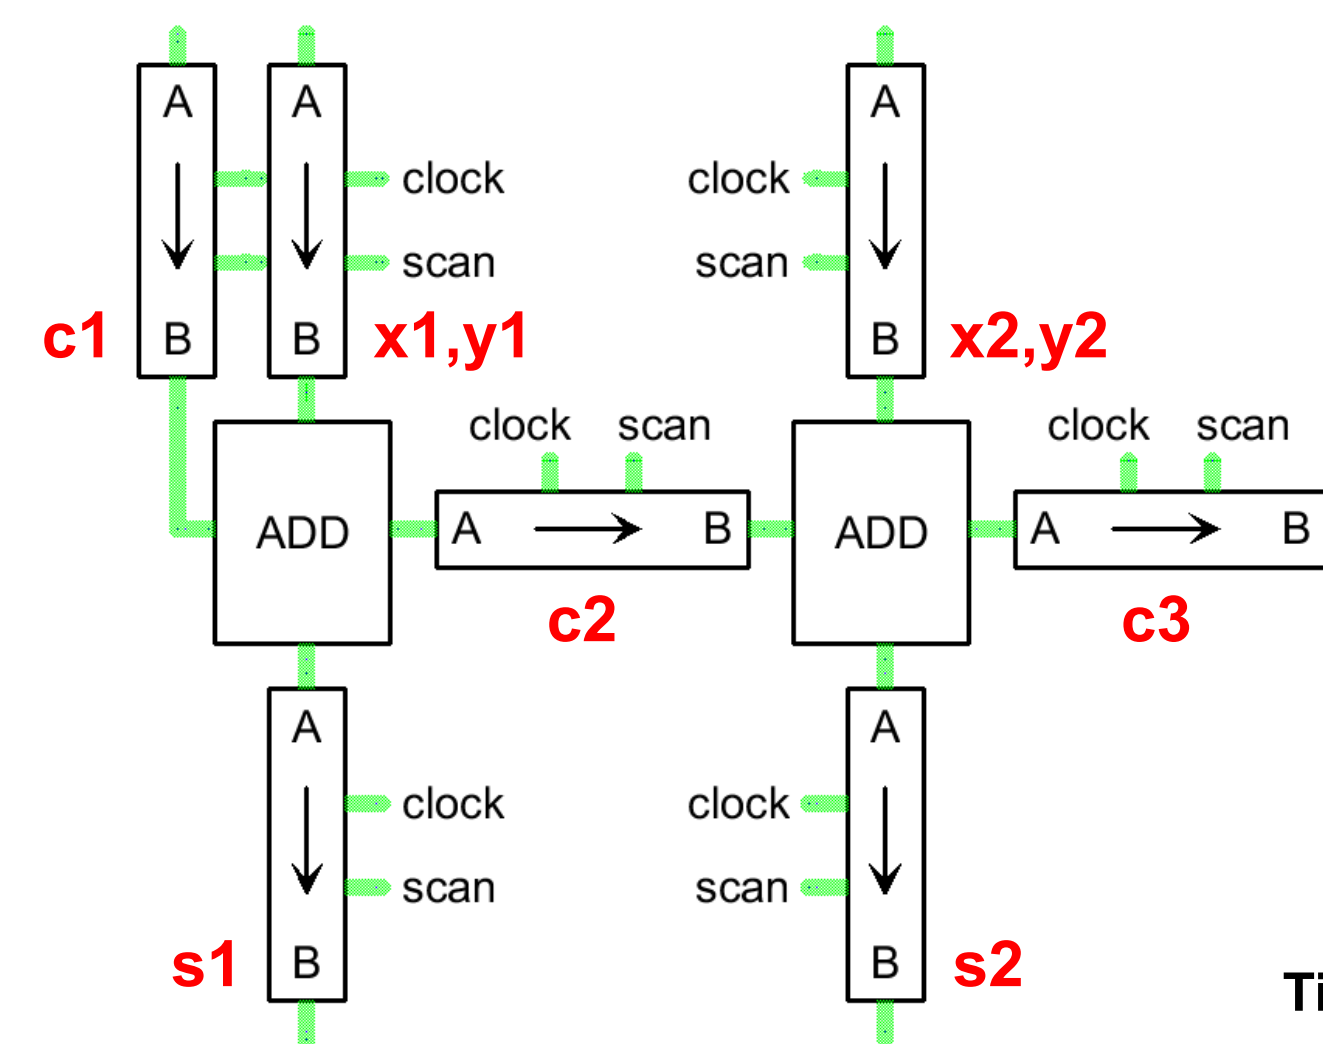 A A A
clock clock
scan scan
c1 B B x1,y1 B x2,y2
clock scan clock scan
ADD A B ADD A B
c2 c3
A A
clock clock
scan scan
s1 B B s2
Ti